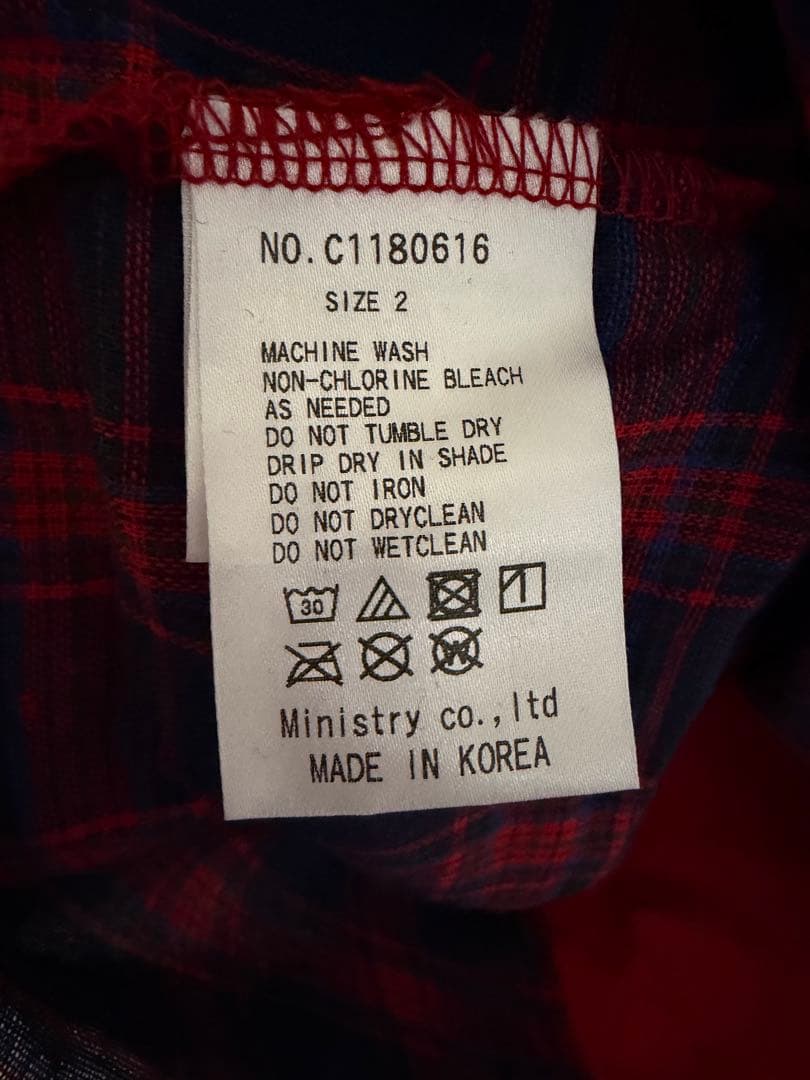 NO. C1180616
SIZE 2
MACHINE WASH
NON-CHLORINE BLEACH
AS NEEDED
DO NOT TUMBLE DRY
DRIP DRY IN SHADE
DO NOT IRON
DO NOT DRYCLEAN
DO NOT WETCLEAN
30
W
Ministry co., ltd
MADE IN KOREA